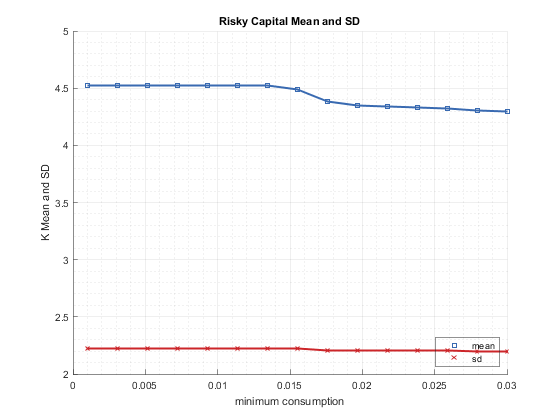 Risky Capital Mean and SD
5
4.5
4
3.5
3
2.5
2
K Mean and SD
mean
sd
0
0.005
0.01
0.015
0.02
0.025
0.03
minimum consumption